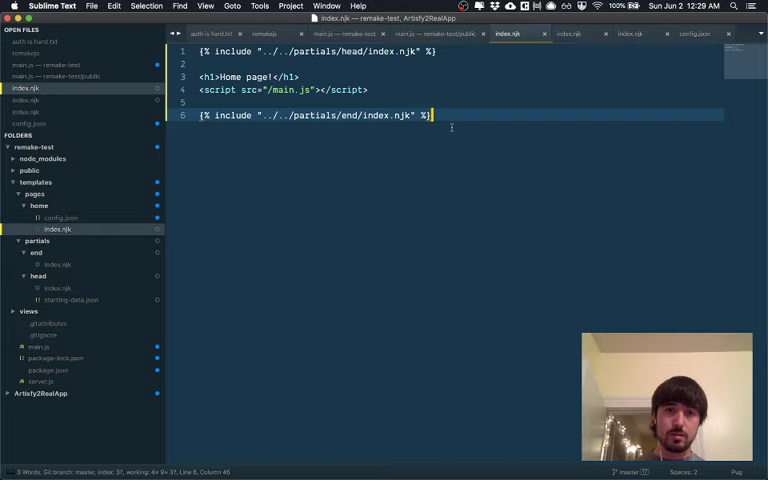 Sublime Text File Edit Selection Find View Goto Tools Project Window Help 100% Sun Jun 2 12:29 AM
index.njk — remake-test, Artisfy2RealApp
OPEN FILES
auth is hard.txt
remakejs
main.js — remake-test
main.js — remake-test/public
index.njk
index.njk
index.njk
config.json
FOLDERS
remake-test
node_modules
public
templates
pages
home
config.json
index.njk
partials
end
index.njk
head
index.njk
starting-data.json
views
.gitattributes
.gitignore
main.js
package-lock.json
package.json
server.js
Artisfy2RealApp
auth is hard.txt remakejs main.js — remake-test main.js — remake-test/public index.njk index.njk index.njk config.json
1 {% include "../../partials/head/index.njk" %}
2
3 <h1>Home page!</h1>
4 <script src="/main.js"></script>
5
6 {% include "../../partials/end/index.njk" %}
3 Words, Git branch: master, index: 37, working: 4≠ 9≠ 37, Line 6, Column 45 master Spaces: 2 Pug